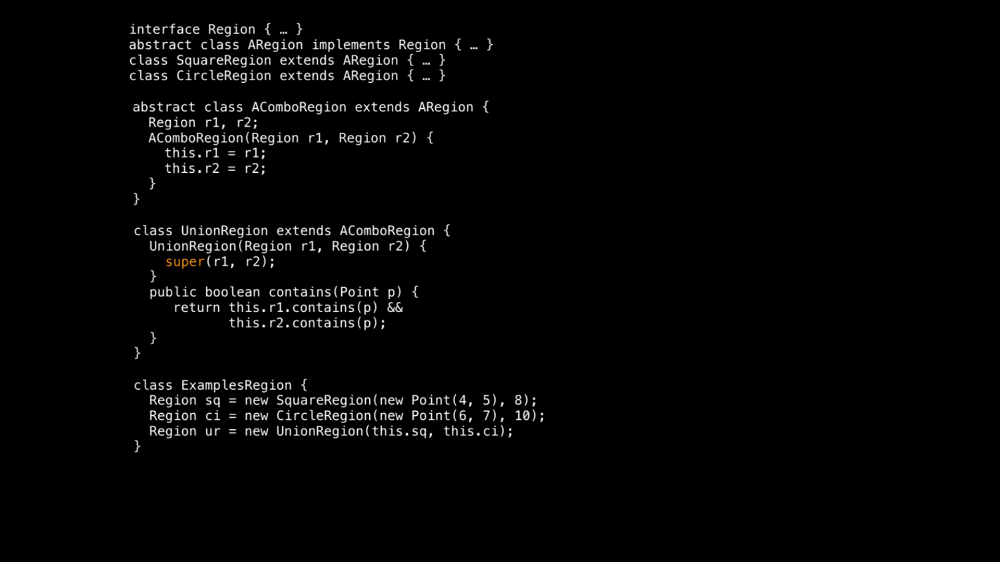 interface Region { … }
abstract class ARegion implements Region { … }
class SquareRegion extends ARegion { … }
class CircleRegion extends ARegion { … }
abstract class AComboRegion extends ARegion {
Region r1, r2;
AComboRegion(Region r1, Region r2) {
this.r1 = r1;
this.r2 = r2;
}
}
class UnionRegion extends AComboRegion {
UnionRegion(Region r1, Region r2) {
super(r1, r2);
}
public boolean contains(Point p) {
return this.r1.contains(p) &&
this.r2.contains(p);
}
}
class ExamplesRegion {
Region sq = new SquareRegion(new Point(4, 5), 8);
Region ci = new CircleRegion(new Point(6, 7), 10);
Region ur = new UnionRegion(this.sq, this.ci);
}